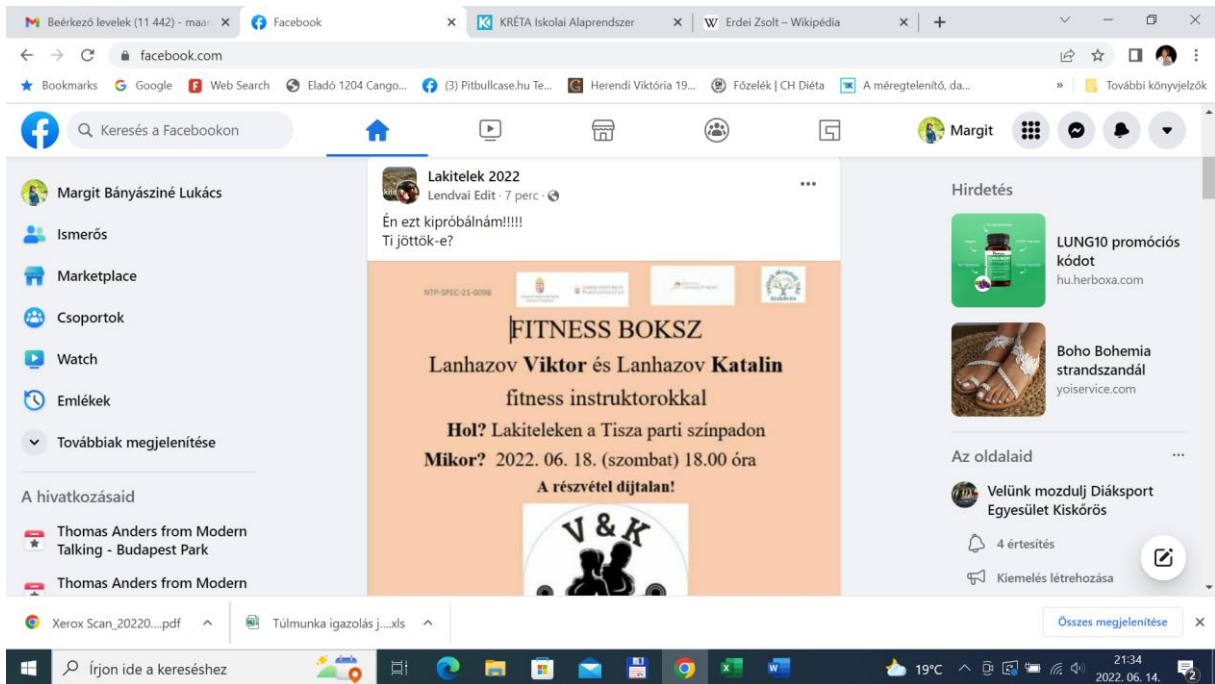 Beérkező levelek (11 442) - maar
Facebook
KRÉTA Iskolai Alaprendszer
Erdei Zsolt – Wikipédia
facebook.com
Bookmarks
Google
Web Search
Eladó 1204 Cango...
(3) Pitbullcase.hu Te...
Herendi Viktória 19...
Főzelék | CH Diéta
A méregtelenítő, da...
»
További könyvjelzők
Keresés a Facebookon
Margit
Margit Bányásziné Lukács
Ismerős
Marketplace
Csoportok
Watch
Emlékek
Továbbiak megjelenítése
A hivatkozásaid
Thomas Anders from Modern
Talking - Budapest Park
Thomas Anders from Modern
Lakitelek 2022
Lendvai Edit · 7 perc ·
Én ezt kipróbálnám!!!!!
Ti jöttök-e?
NTP-SPEC-21-0098
FITNESS BOKSZ
Lanhazov Viktor és Lanhazov Katalin
fitness instruktorokkal
Hol? Lakiteleken a Tisza parti színpadon
Mikor? 2022. 06. 18. (szombat) 18.00 óra
A részvétel díjtalan!
V & K
Hirdetés
LUNG10 promóciós
kódot
hu.herboxa.com
Boho Bohemia
strandszandál
yoiservice.com
Az oldalaid
Velünk mozdulj Diáksport
Egyesület Kiskőrös
4 értesítés
Kiemelés létrehozása
Xerox Scan_20220....pdf
Túlmunka igazolás j....xls
Összes megjelenítése
Írjon ide a kereséshez
19°C
21:34
2022. 06. 14.
2